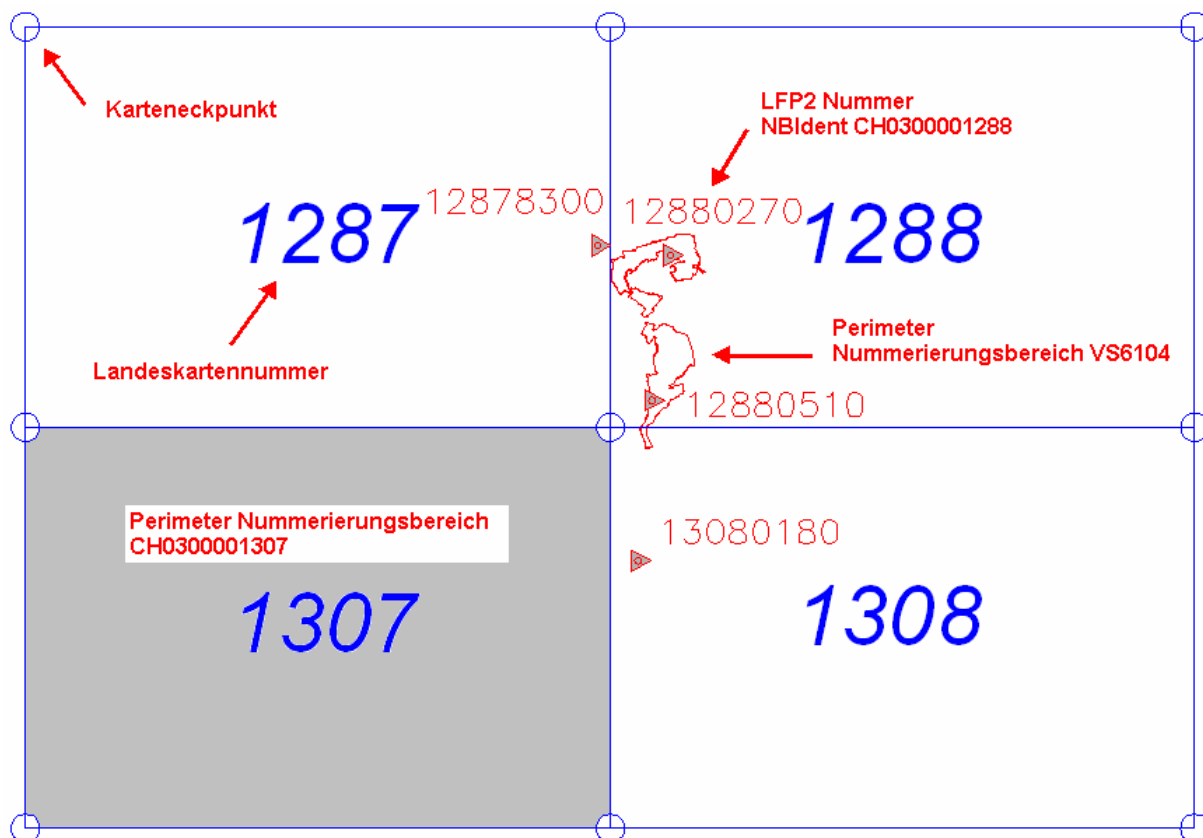 Karteneckpunkt
LFP2 Nummer
NBIdent CH0300001288
12878300
12880270
1287
1288
Landeskartennummer
Perimeter
Nummerierungsbereich VS6104
12880510
Perimeter Nummerierungsbereich
CH0300001307
13080180
1307
1308